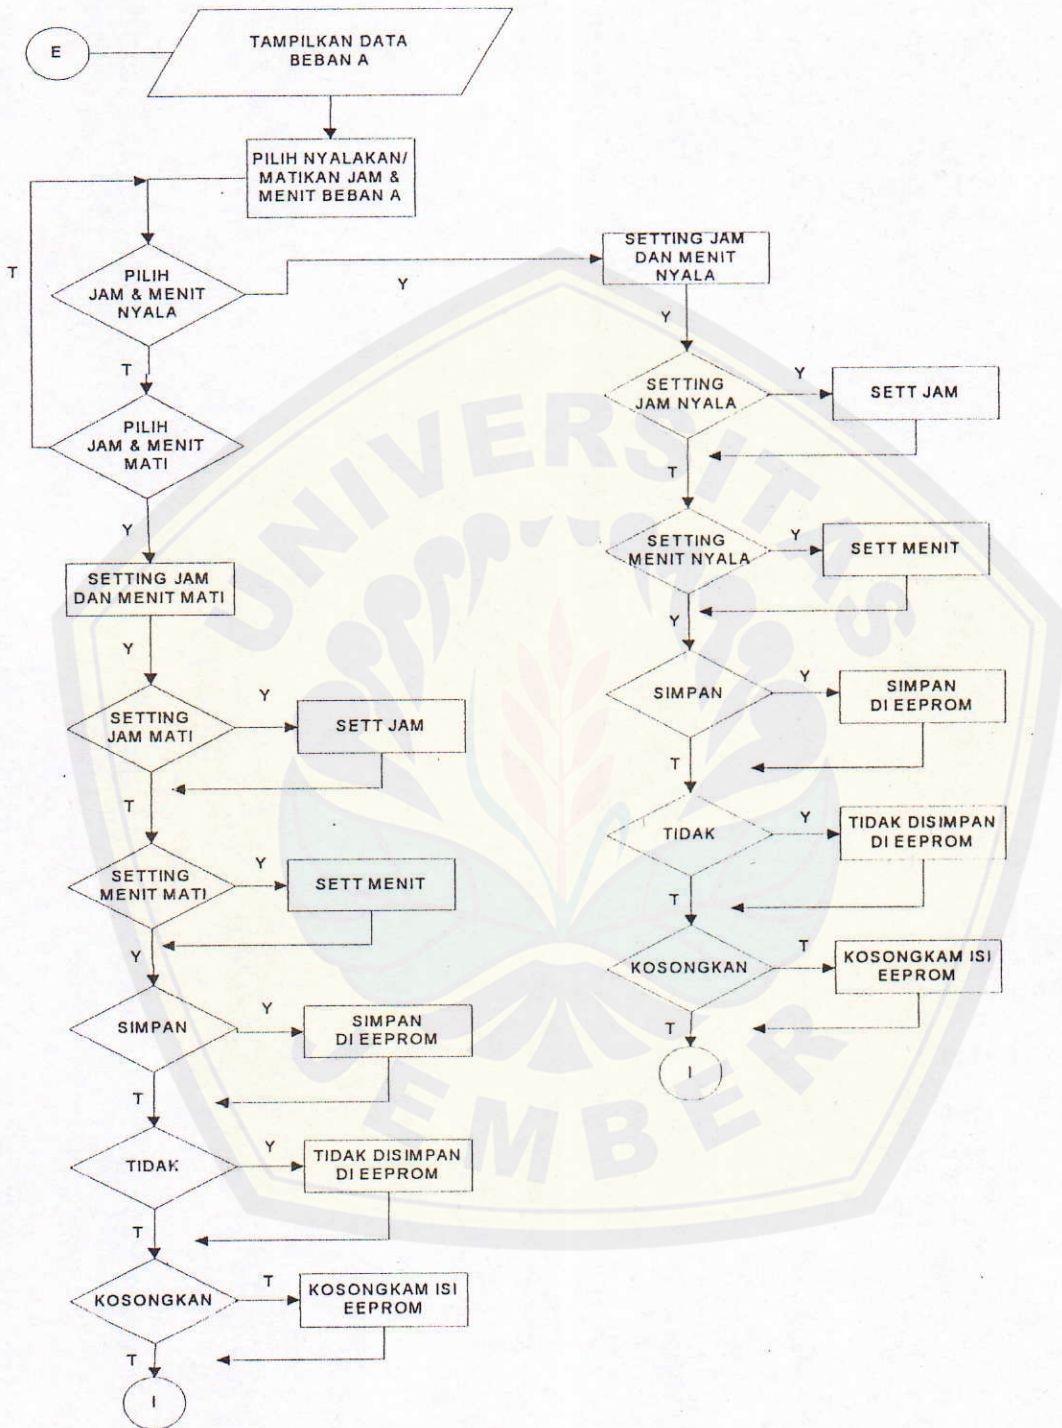 E
TAMPILKAN DATA
BEBAN A
PILIH NYALAKAN/
MATIKAN JAM &
MENIT BEBAN A
T
PILIH
JAM & MENIT
NYALA
Y
T
PILIH
JAM & MENIT
MATI
Y
SETTING JAM
DAN MENIT MATI
Y
SETTING
JAM MATI
Y
SETT JAM
T
SETTING
MENIT MATI
Y
SETT MENIT
Y
SIMPAN
Y
SIMPAN
DI EEPROM
T
TIDAK
Y
TIDAK DISIMPAN
DI EEPROM
T
KOSONGKAN
T
KOSONGKAM ISI
EEPROM
T
I
SETTING JAM
DAN MENIT
NYALA
Y
SETTING
JAM NYALA
Y
SETT JAM
T
SETTING
MENIT NYALA
Y
SETT MENIT
Y
SIMPAN
Y
SIMPAN
DI EEPROM
T
TIDAK
Y
TIDAK DISIMPAN
DI EEPROM
T
KOSONGKAN
T
KOSONGKAM ISI
EEPROM
T
I
UNIVERSITAS
JEMBER